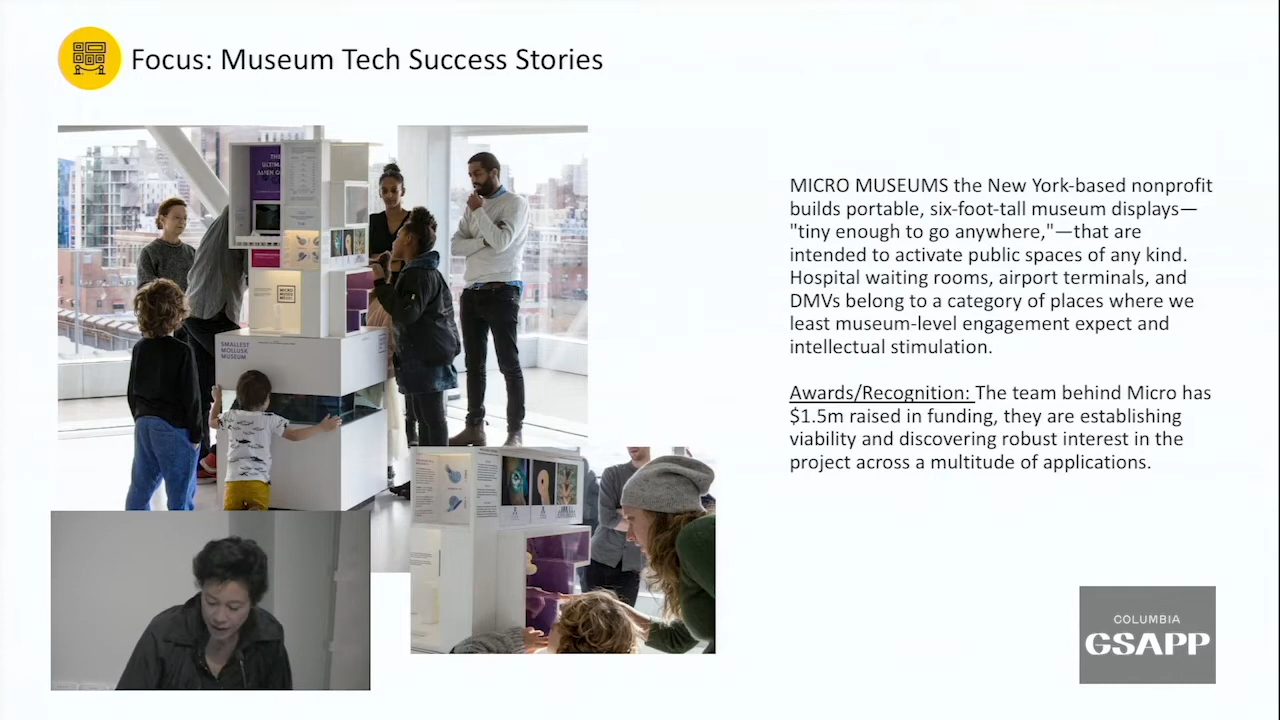 Focus: Museum Tech Success Stories
MICRO MUSEUMS the New York-based nonprofit
builds portable, six-foot-tall museum displays—
"tiny enough to go anywhere,"—that are
intended to activate public spaces of any kind.
Hospital waiting rooms, airport terminals, and
DMVs belong to a category of places where we
least museum-level engagement expect and
intellectual stimulation.
Awards/Recognition: The team behind Micro has
$1.5m raised in funding, they are establishing
viability and discovering robust interest in the
project across a multitude of applications.
SMALLEST
MOLLUSK
MUSEUM
COLUMBIA
GSAPP